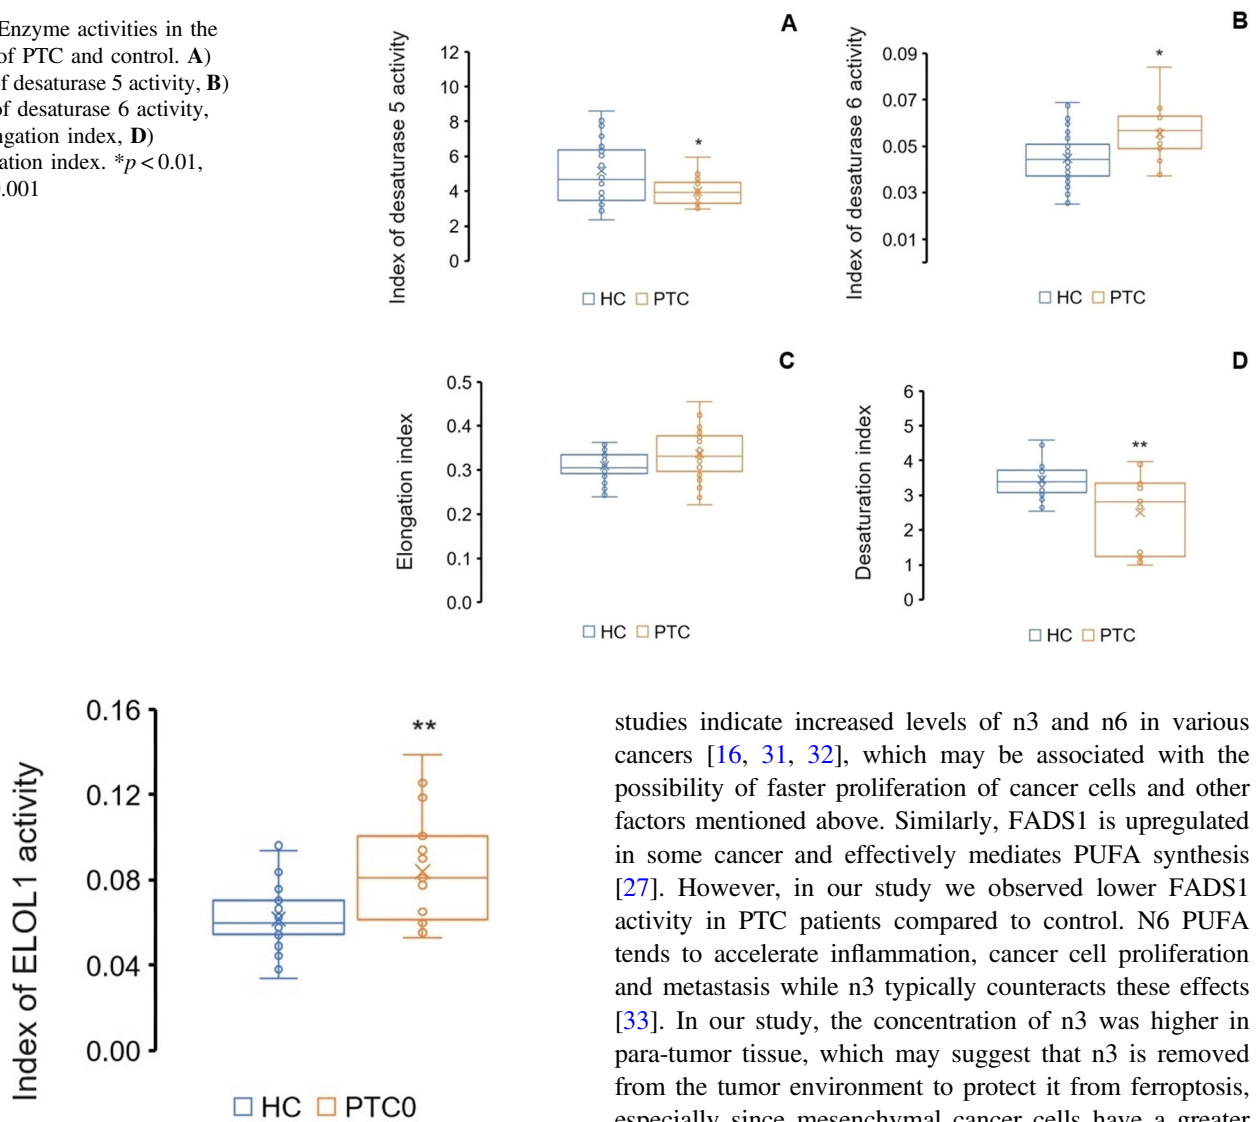 Enzyme activities in the
of PTC and control. A)
f desaturase 5 activity, B)
of desaturase 6 activity,
ngation index, D)
ation index. *p < 0.01,
0.001
A
Index of desaturase 5 activity
12
10
8
6
4
2
0
*
HC PTC
B
Index of desaturase 6 activity
0.09
0.07
0.05
0.03
0.01
*
HC PTC
C
Elongation index
0.5
0.4
0.3
0.2
0.1
0.0
HC PTC
D
Desaturation index
6
5
4
3
2
1
0
**
HC PTC
Index of ELOL1 activity
0.16
0.12
0.08
0.04
0.00
**
HC PTC0
studies indicate increased levels of n3 and n6 in various
cancers [16, 31, 32], which may be associated with the
possibility of faster proliferation of cancer cells and other
factors mentioned above. Similarly, FADS1 is upregulated
in some cancer and effectively mediates PUFA synthesis
[27]. However, in our study we observed lower FADS1
activity in PTC patients compared to control. N6 PUFA
tends to accelerate inflammation, cancer cell proliferation
and metastasis while n3 typically counteracts these effects
[33]. In our study, the concentration of n3 was higher in
para-tumor tissue, which may suggest that n3 is removed
from the tumor environment to protect it from ferroptosis,
especially since mesenchymal cancer cells have a greater